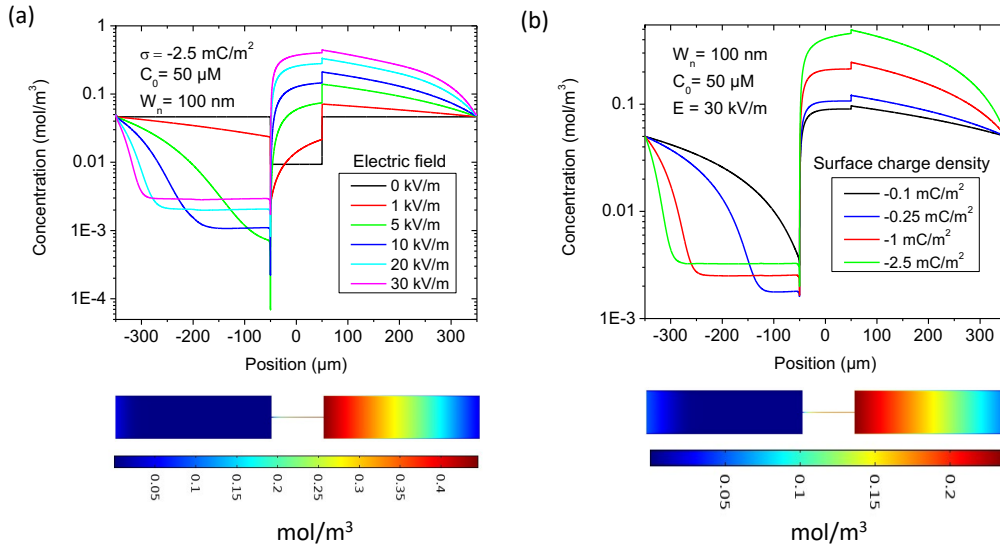 (a)
σ = -2.5 mC/m²
C₀= 50 µM
Wₙ= 100 nm
Concentration (mol/m³)
1
0.1
0.01
1E-3
1E-4
Electric field
0 kV/m
1 kV/m
5 kV/m
10 kV/m
20 kV/m
30 kV/m
-300 -200 -100 0 100 200 300
Position (µm)
0.05 0.1 0.15 0.2 0.25 0.3 0.35 0.4
mol/m³
(b)
Wₙ= 100 nm
C₀= 50 µM
E = 30 kV/m
Concentration (mol/m³)
0.1
0.01
1E-3
Surface charge density
-0.1 mC/m²
-0.25 mC/m²
-1 mC/m²
-2.5 mC/m²
-300 -200 -100 0 100 200 300
Position (µm)
0.05 0.1 0.15 0.2
mol/m³